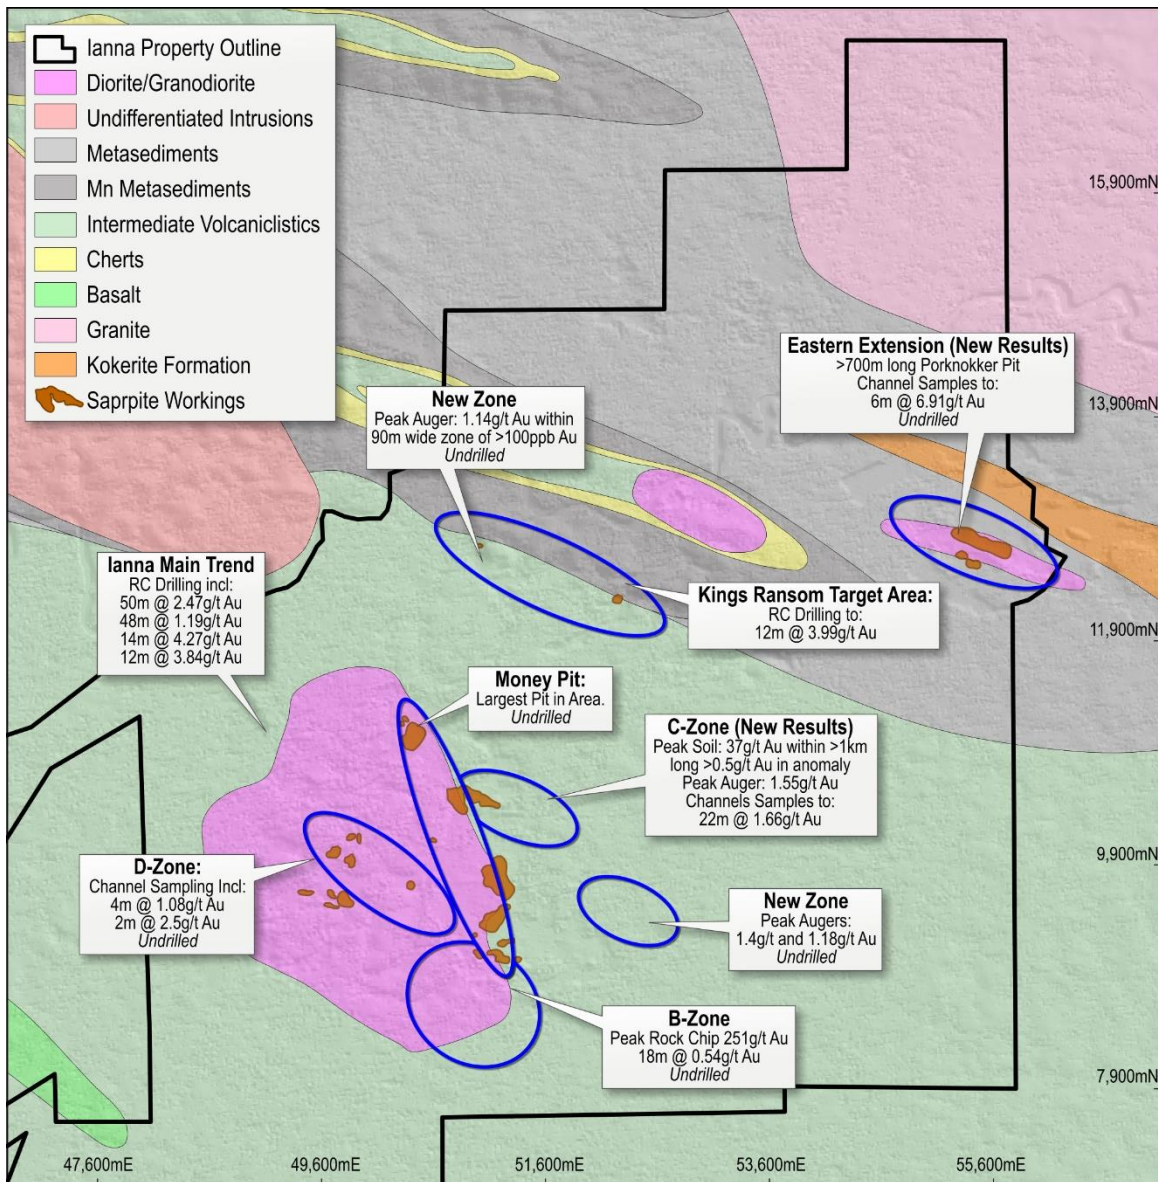 Ianna Property Outline
Diorite/Granodiorite
Undifferentiated Intrusions
Metasediments
Mn Metasediments
Intermediate Volcaniclistics
Cherts
Basalt
Granite
Kokerite Formation
Saprpite Workings
15,900mN
Eastern Extension (New Results)
>700m long Porknokker Pit
Channel Samples to:
6m @ 6.91g/t Au
Undrilled
13,900mN
New Zone
Peak Auger: 1.14g/t Au within
90m wide zone of >100ppb Au
Undrilled
Ianna Main Trend
RC Drilling incl:
50m @ 2.47g/t Au
48m @ 1.19g/t Au
14m @ 4.27g/t Au
12m @ 3.84g/t Au
Kings Ransom Target Area:
RC Drilling to:
12m @ 3.99g/t Au
11,900mN
Money Pit:
Largest Pit in Area.
Undrilled
C-Zone (New Results)
Peak Soil: 37g/t Au within >1km
long >0.5g/t Au in anomaly
Peak Auger: 1.55g/t Au
Channels Samples to:
22m @ 1.66g/t Au
9,900mN
D-Zone:
Channel Sampling Incl:
4m @ 1.08g/t Au
2m @ 2.5g/t Au
Undrilled
New Zone
Peak Augers:
1.4g/t and 1.18g/t Au
Undrilled
B-Zone
Peak Rock Chip 251g/t Au
18m @ 0.54g/t Au
Undrilled
7,900mN
47,600mE
49,600mE
51,600mE
53,600mE
55,600mE